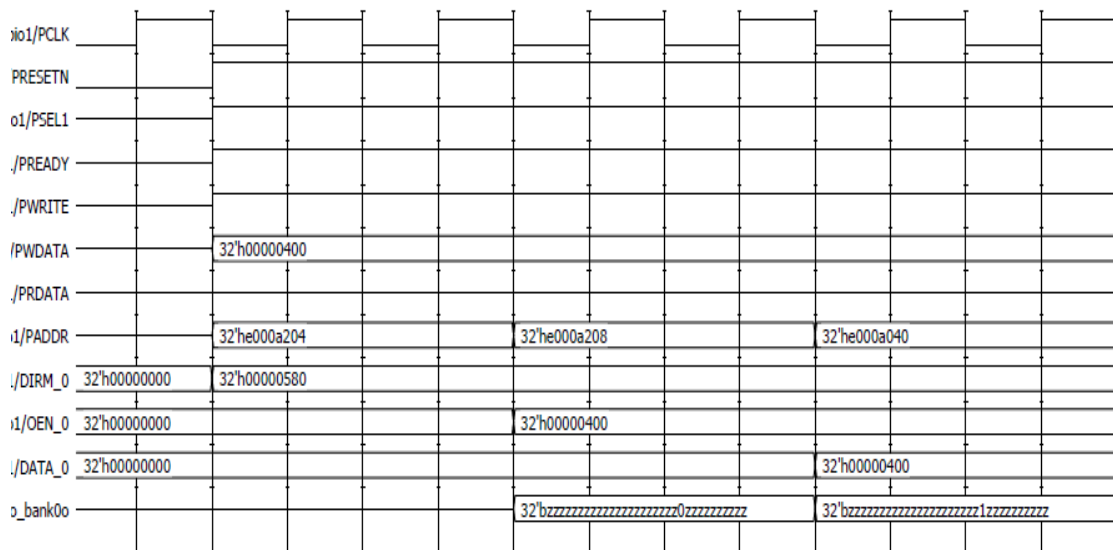 pio1/PCLK
PRESETN
o1/PSEL1
./PREADY
./PWRITE
/PWDATA 32'h00000400
./PRDATA
o1/PADDR 32'he000a204 32'he000a208 32'he000a040
./DIRM_0 32'h00000000 32'h00000580
o1/OEN_0 32'h00000000 32'h00000400
./DATA_0 32'h00000000 32'h00000400
o_bank0o 32'bzzzzzzzzzzzzzzzzzzzzz0zzzzzzzzzz 32'bzzzzzzzzzzzzzzzzzzzzz1zzzzzzzzzz